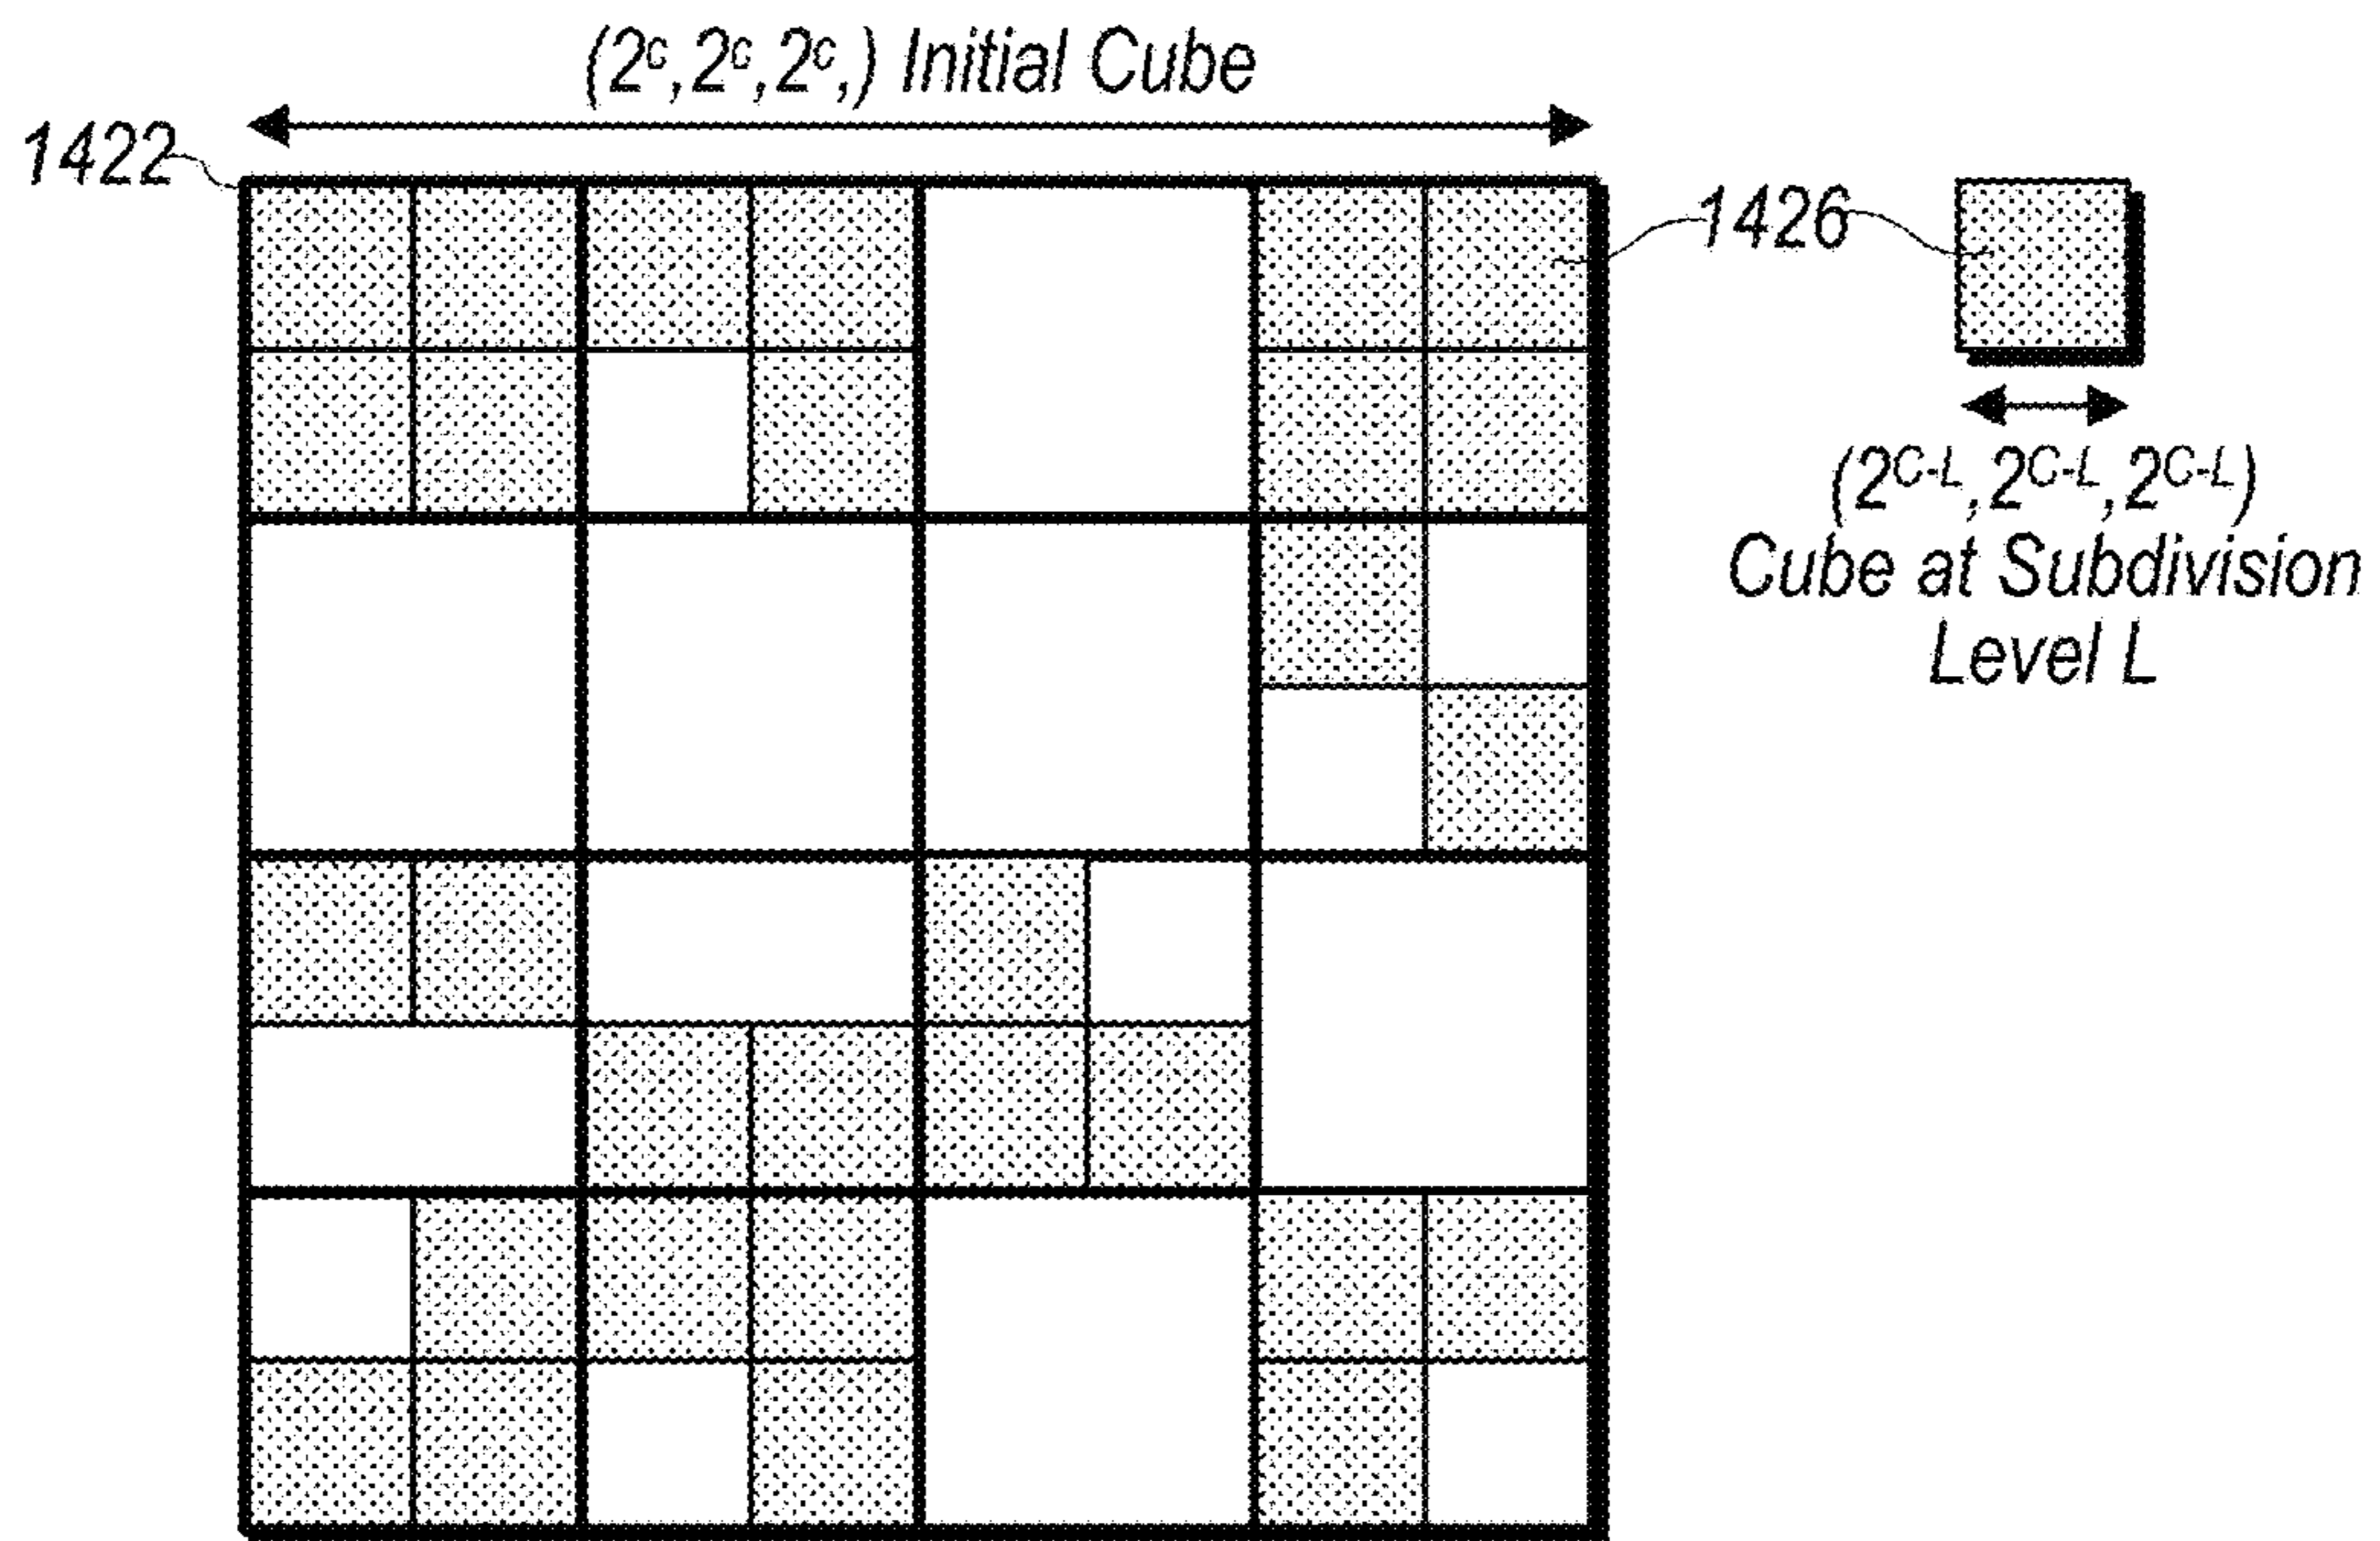 (2ᶜ,2ᶜ,2ᶜ,) Initial Cube
1422
1426
(2ᶜ⁻ᴸ,2ᶜ⁻ᴸ,2ᶜ⁻ᴸ)
Cube at Subdivision
Level L